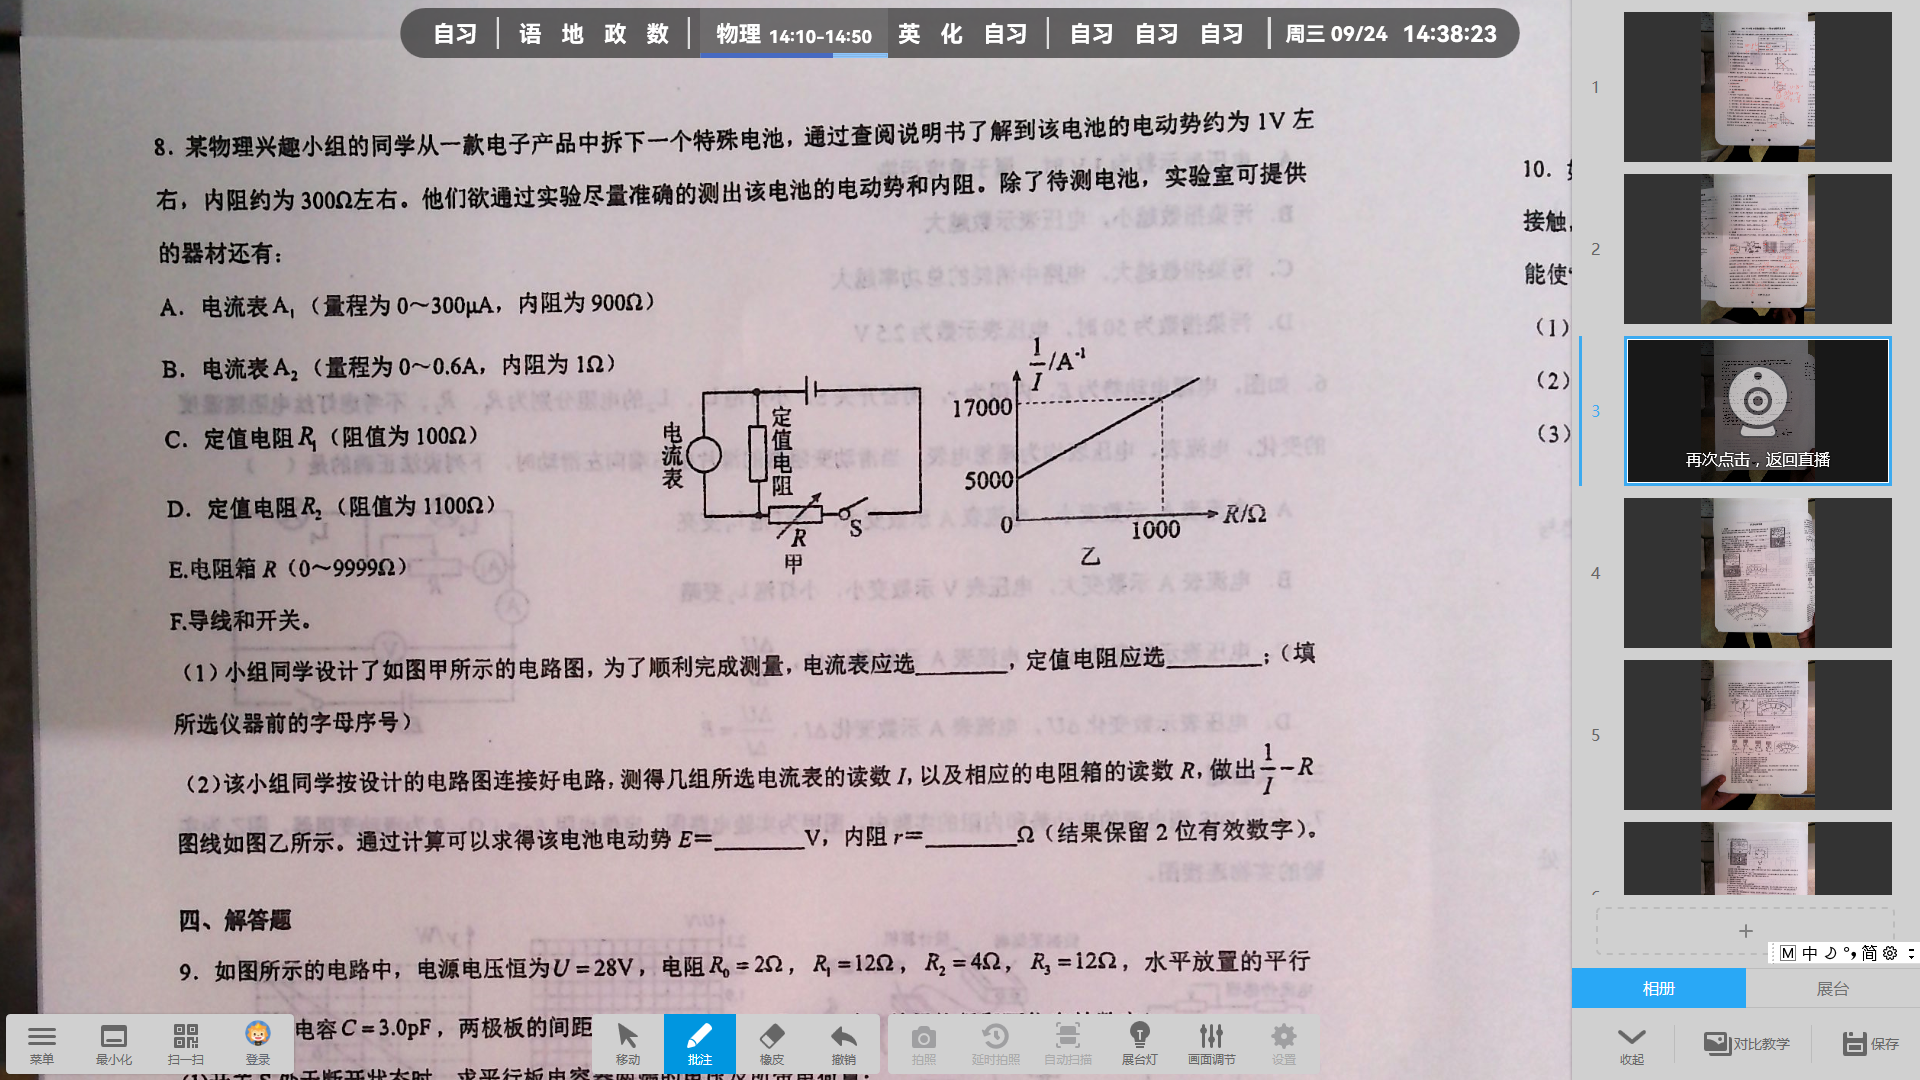 自习 | 语 地 政 数 | 物理 14:10-14:50 英 化 自习 | 自习 自习 自习 | 周三 09/24 14:38:23
8. 某物理兴趣小组的同学从一款电子产品中拆下一个特殊电池，通过查阅说明书了解到该电池的电动势约为 1V 左
右，内阻约为 300Ω左右。他们欲通过实验尽量准确的测出该电池的电动势和内阻。除了待测电池，实验室可提供
的器材还有：
A. 电流表 A₁（量程为 0～300μA，内阻为 900Ω）
B. 电流表 A₂（量程为 0～0.6A，内阻为 1Ω）
C. 定值电阻 R₁（阻值为 100Ω）
D. 定值电阻 R₂（阻值为 1100Ω）
E.电阻箱 R（0～9999Ω）
F.导线和开关。
电流表
定值电阻
R
S
甲
1/I /A⁻¹
17000
5000
0
1000
R/Ω
乙
（1）小组同学设计了如图甲所示的电路图，为了顺利完成测量，电流表应选________，定值电阻应选________；（填
所选仪器前的字母序号）
（2）该小组同学按设计的电路图连接好电路，测得几组所选电流表的读数 I，以及相应的电阻箱的读数 R，做出 1/I－R
图线如图乙所示。通过计算可以求得该电池电动势 E＝________V，内阻 r＝________Ω（结果保留 2 位有效数字）。
四、解答题
9. 如图所示的电路中，电源电压恒为U＝28V，电阻R₀＝2Ω，R₁＝12Ω，R₂＝4Ω，R₃＝12Ω，水平放置的平行
电容C＝3.0pF，两极板的间距
10.
接触，
能使
（1）
（2）
（3）
1
2
3
再次点击，返回直播
4
5
+
M 中 简
相册 展台
菜单 最小化 扫一扫 登录
移动 批注 橡皮 撤销
拍照 延时拍照 自动扫描 展台灯 画面调节 设置
收起 对比教学 保存